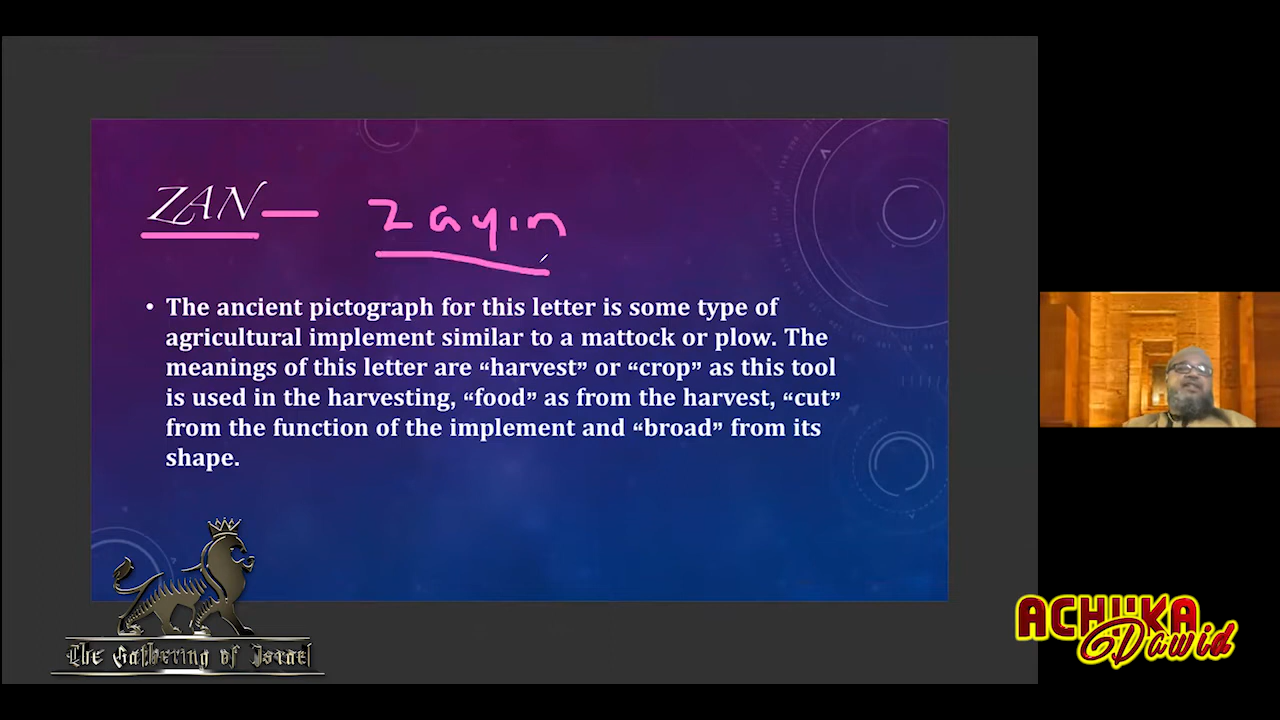 ZAN — zayin
• The ancient pictograph for this letter is some type of
agricultural implement similar to a mattock or plow. The
meanings of this letter are “harvest” or “crop” as this tool
is used in the harvesting, “food” as from the harvest, “cut”
from the function of the implement and “broad” from its
shape.
The Gathering of Israel
ACHUKA
Dawid